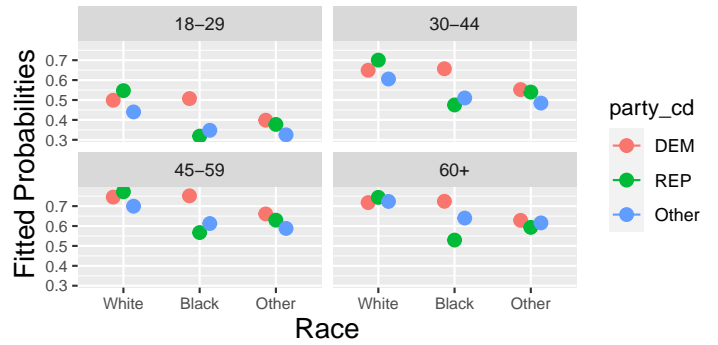 18−29
30−44
0.7
0.6
0.5
0.4
0.3
45−59
60+
0.7
0.6
0.5
0.4
0.3
White
Black
Other
White
Black
Other
Race
Fitted Probabilities
party_cd
DEM
REP
Other